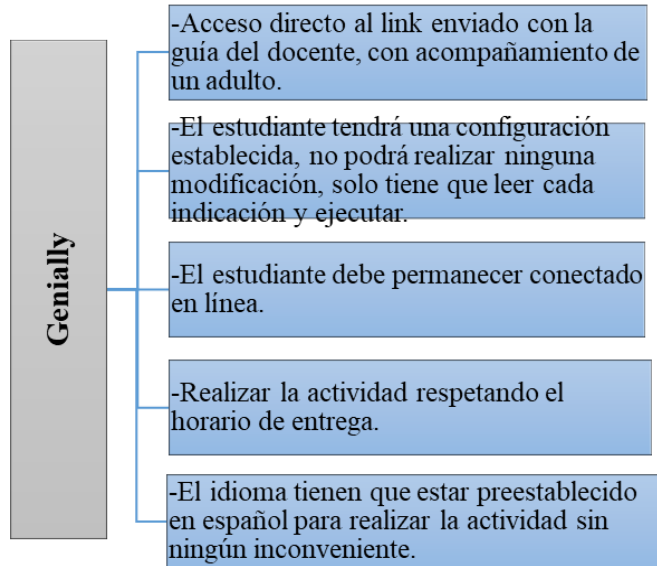 Genially
-Acceso directo al link enviado con la
guía del docente, con acompañamiento de
un adulto.
-El estudiante tendrá una configuración
establecida, no podrá realizar ninguna
modificación, solo tiene que leer cada
indicación y ejecutar.
-El estudiante debe permanecer conectado
en línea.
-Realizar la actividad respetando el
horario de entrega.
-El idioma tienen que estar preestablecido
en español para realizar la actividad sin
ningún inconveniente.